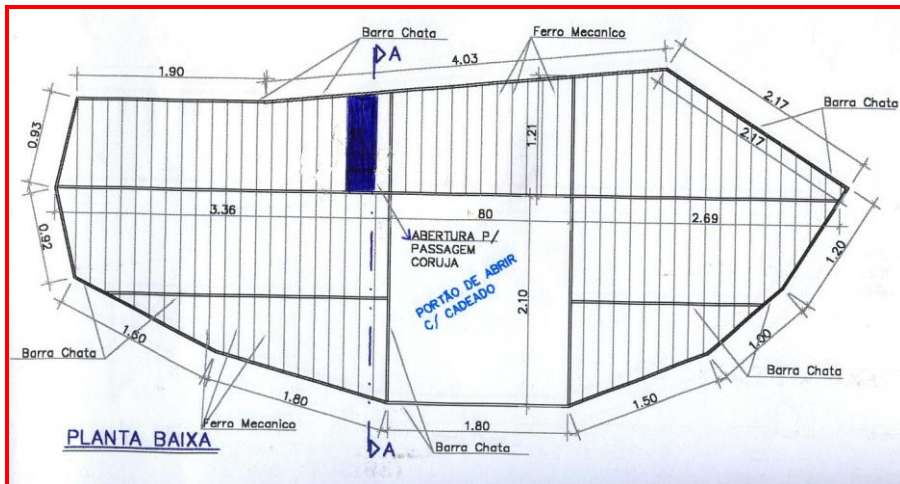 Barra Chata
A
4.03
Ferro Mecanico
1.90
2.17
Barra Chata
2.17
0.93
1.21
3.36
80
2.69
0.92
ABERTURA P/
PASSAGEM
CORUJA
1.20
PORTÃO DE ABRIR
C/ CADEADO
2.10
1.60
1.00
Barra Chata
Barra Chata
1.80
1.50
Ferro Mecanico
1.80
PLANTA BAIXA
A
Barra Chata